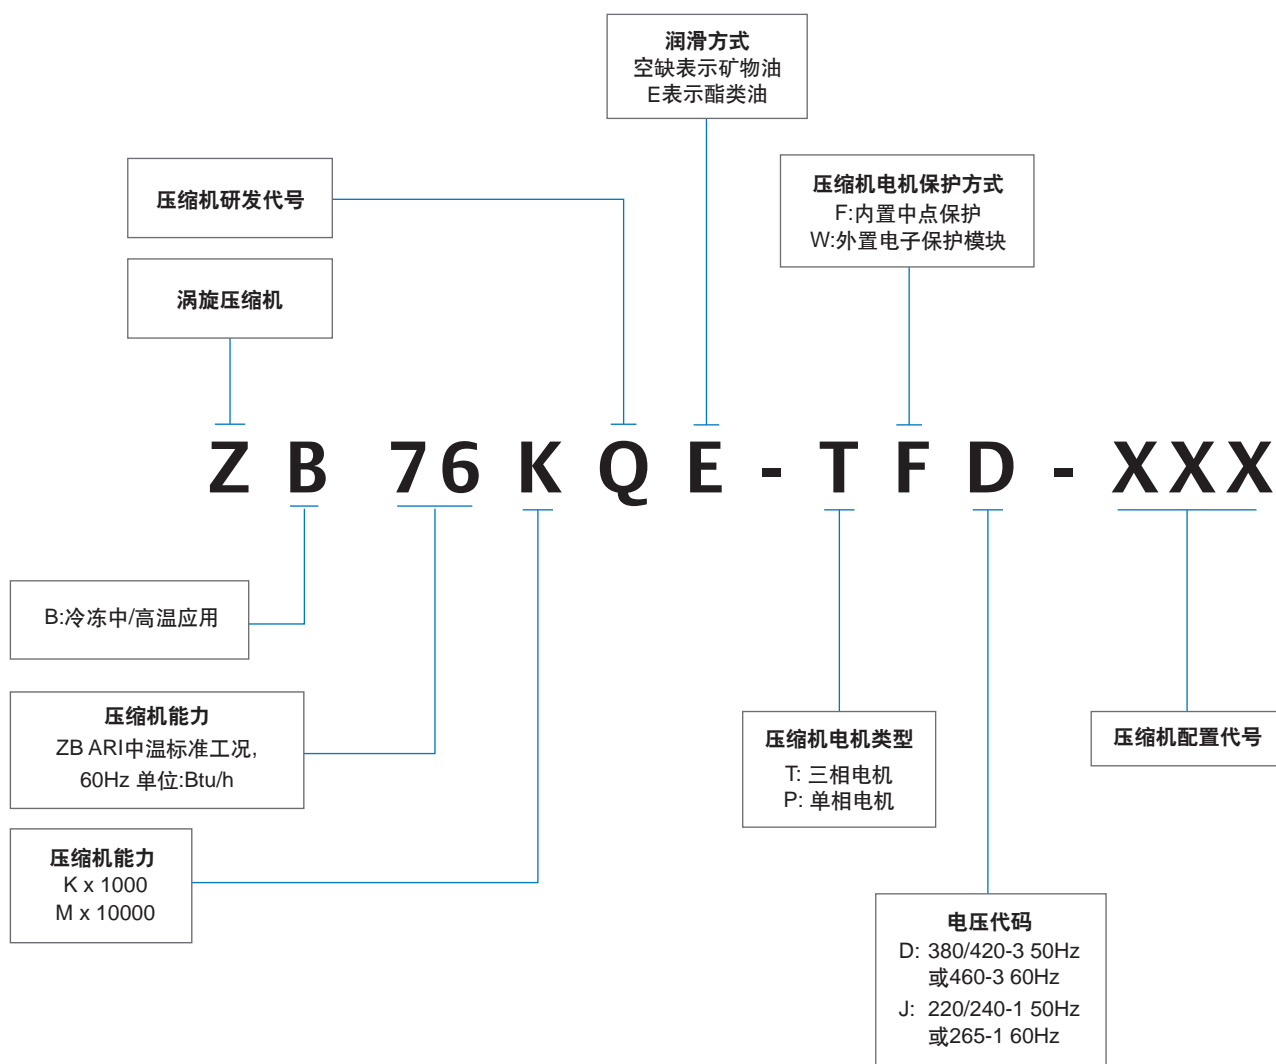 润滑方式
空缺表示矿物油
E表示酯类油
压缩机研发代号
压缩机电机保护方式
F:内置中点保护
W:外置电子保护模块
涡旋压缩机
Z B 76 K Q E - T F D - XXX
B:冷冻中/高温应用
压缩机能力
ZB ARI中温标准工况,
60Hz 单位:Btu/h
压缩机电机类型
T: 三相电机
P: 单相电机
压缩机配置代号
压缩机能力
K x 1000
M x 10000
电压代码
D: 380/420-3 50Hz
或460-3 60Hz
J: 220/240-1 50Hz
或265-1 60Hz